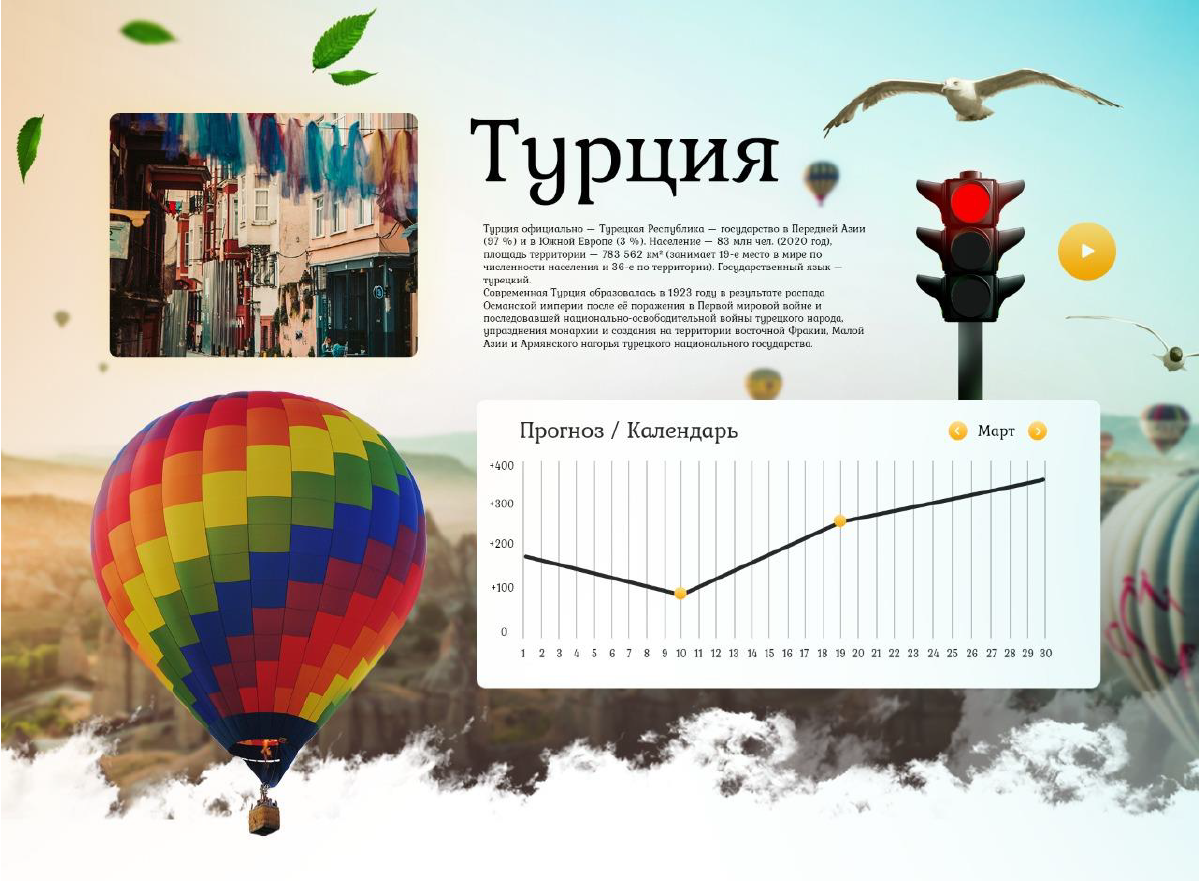 Турция
Турция официально — Турецкая Республика — государство в Передней Азии
(97 %) и в Южной Европе (3 %). Население — 83 млн чел. (2020 год),
площадь территории — 783 562 км² (занимает 19-е место в мире по
численности населения и 36-е по территории). Государственный язык —
турецкий.
Современная Турция образовалась в 1923 году в результате распада
Османской империи после её поражения в Первой мировой войне и
последовавшей национально-освободительной войны турецкого народа,
упразднения монархии и создания на территории восточной Фракии, Малой
Азии и Армянского нагорья турецкого национального государства.
Прогноз / Календарь
Март
+400
+300
+200
+100
0
1 2 3 4 5 6 7 8 9 10 11 12 13 14 15 16 17 18 19 20 21 22 23 24 25 26 27 28 29 30